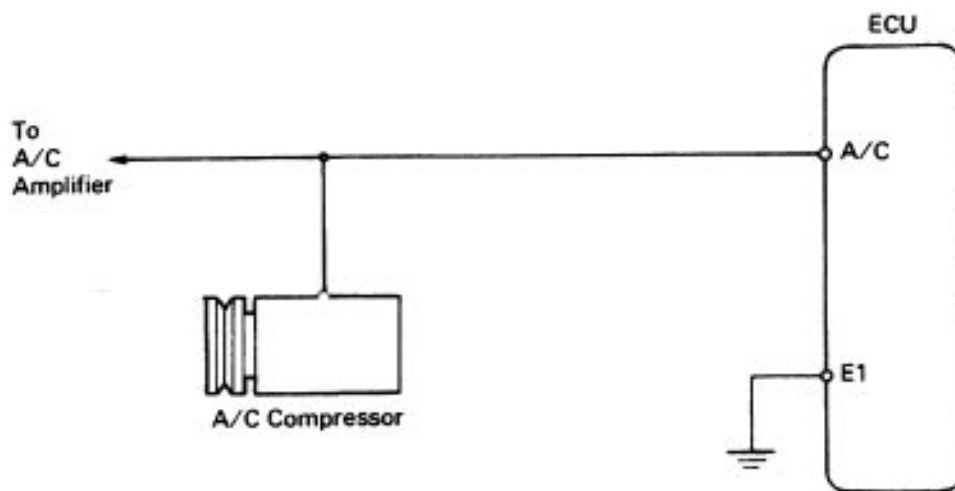 ECU
To
A/C
Amplifier
A/C
E1
A/C Compressor